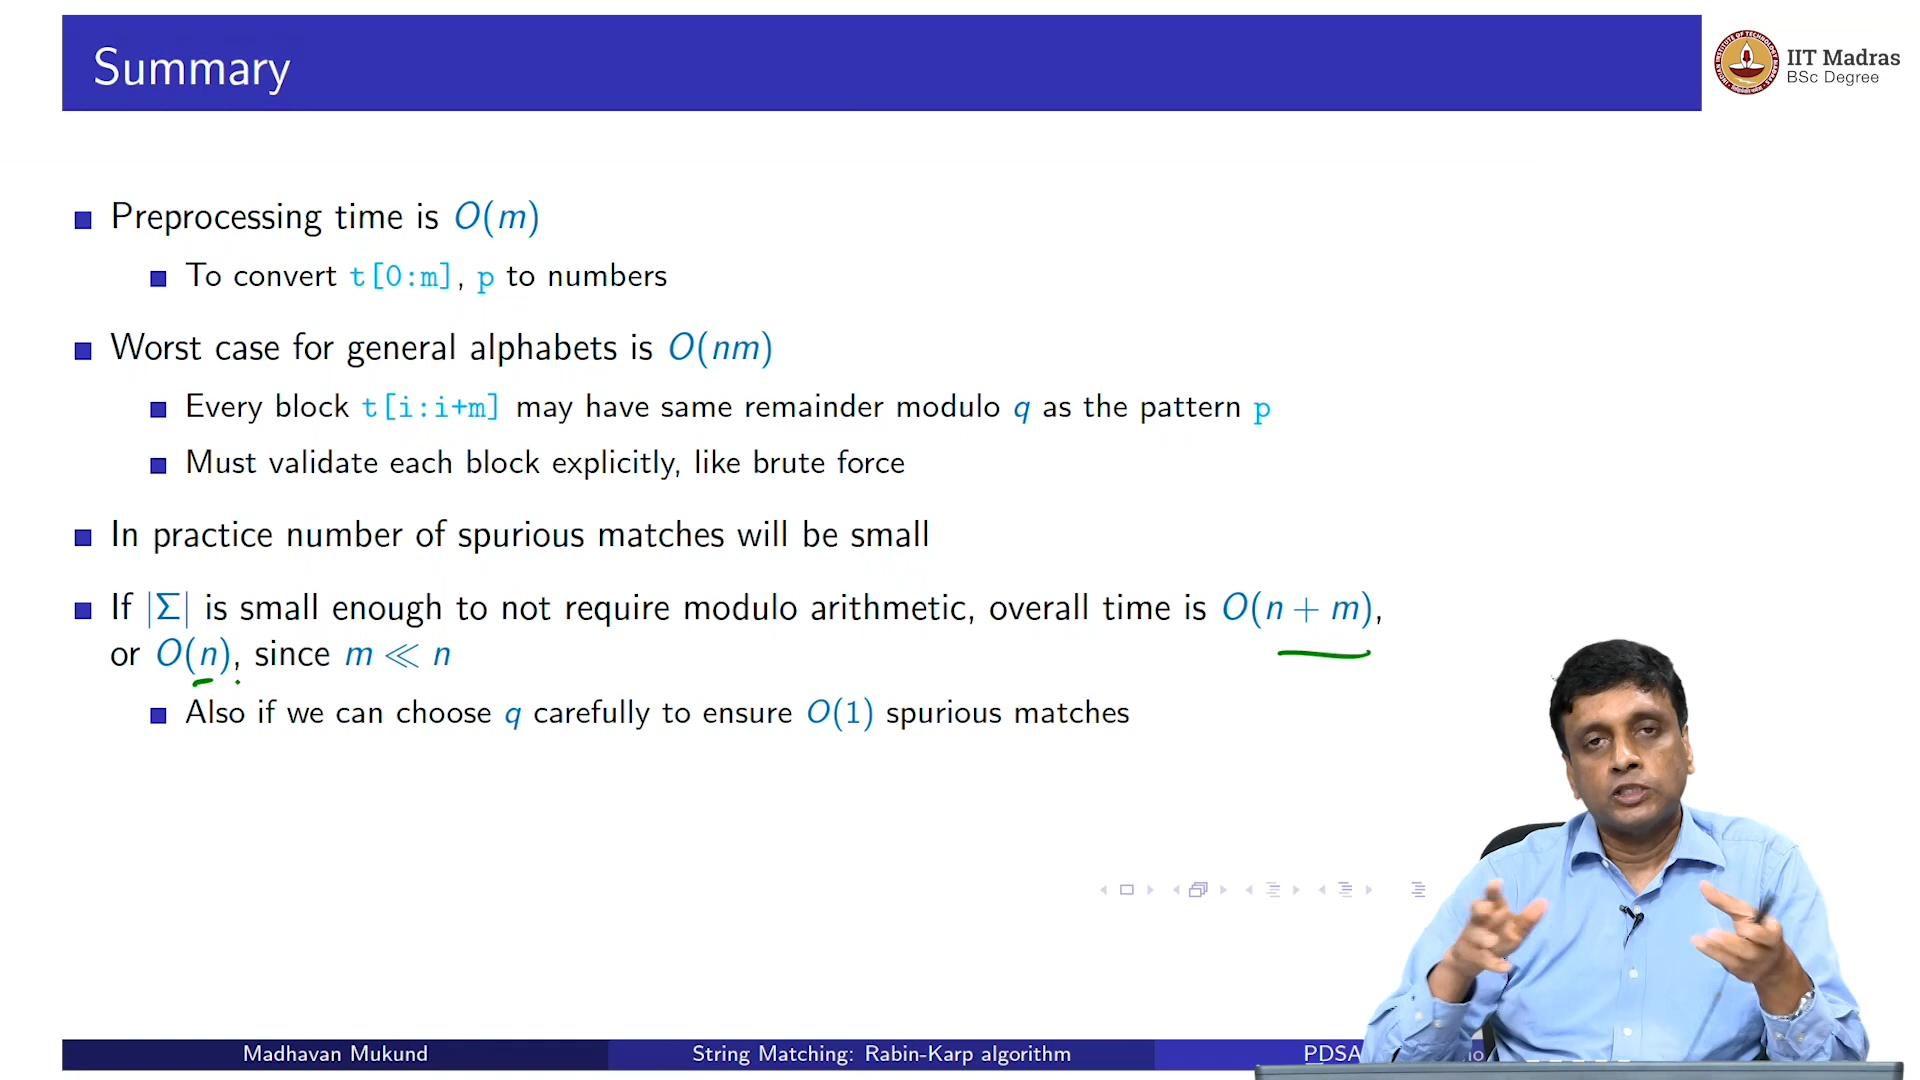 Summary
IIT Madras
BSc Degree
Preprocessing time is O(m)
To convert t[0:m], p to numbers
Worst case for general alphabets is O(nm)
Every block t[i:i+m] may have same remainder modulo q as the pattern p
Must validate each block explicitly, like brute force
In practice number of spurious matches will be small
If |Σ| is small enough to not require modulo arithmetic, overall time is O(n + m),
or O(n), since m ≪ n
Also if we can choose q carefully to ensure O(1) spurious matches
Madhavan Mukund
String Matching: Rabin-Karp algorithm
PDSA